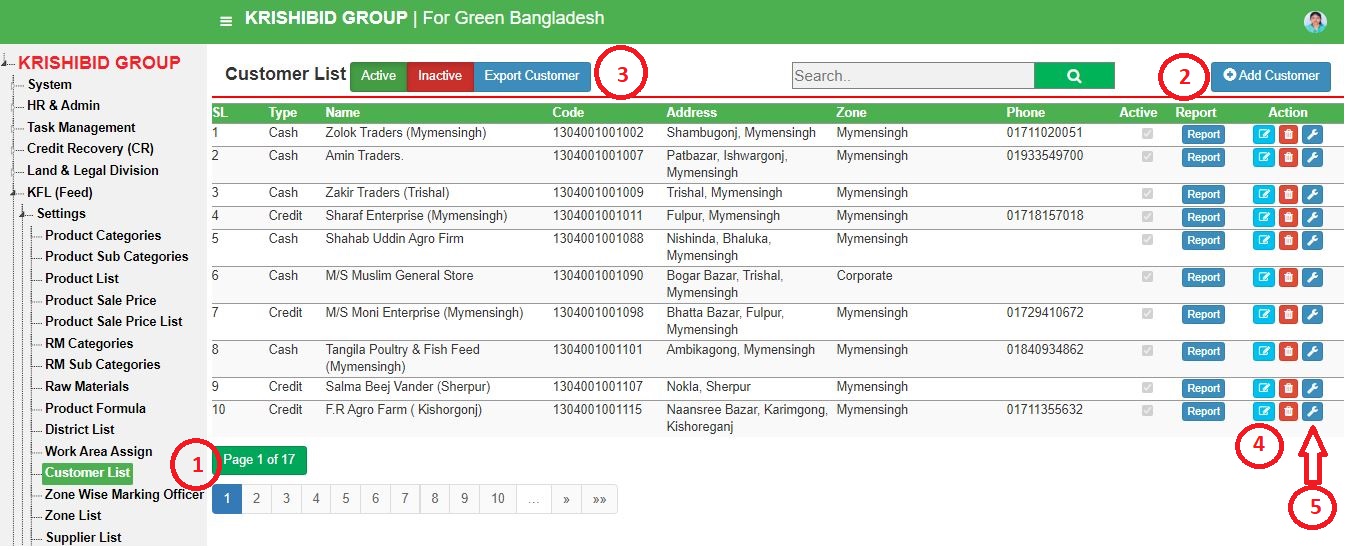 KRISHIBID GROUP | For Green Bangladesh
KRISHIBID GROUP
System
HR & Admin
Task Management
Credit Recovery (CR)
Land & Legal Division
KFL (Feed)
Settings
Product Categories
Product Sub Categories
Product List
Product Sale Price
Product Sale Price List
RM Categories
RM Sub Categories
Raw Materials
Product Formula
District List
Work Area Assign
Customer List
Zone Wise Marking Officer
Zone List
Supplier List
1
Customer List Active Inactive Export Customer 3 Search.. 2 Add Customer
SL Type Name Code Address Zone Phone Active Report Action
1 Cash Zolok Traders (Mymensingh) 1304001001002 Shambugonj, Mymensingh Mymensingh 01711020051 Report
2 Cash Amin Traders. 1304001001007 Patbazar, Ishwargonj, Mymensingh 01933549700 Report
Mymensingh
3 Cash Zakir Traders (Trishal) 1304001001009 Trishal, Mymensingh Mymensingh Report
4 Credit Sharaf Enterprise (Mymensingh) 1304001001011 Fulpur, Mymensingh Mymensingh 01718157018 Report
5 Cash Shahab Uddin Agro Firm 1304001001088 Nishinda, Bhaluka, Mymensingh Report
Mymensingh
6 Cash M/S Muslim General Store 1304001001090 Bogar Bazar, Trishal, Corporate Report
Mymensingh
7 Credit M/S Moni Enterprise (Mymensingh) 1304001001098 Bhatta Bazar, Fulpur, Mymensingh 01729410672 Report
Mymensingh
8 Cash Tangila Poultry & Fish Feed 1304001001101 Ambikagong, Mymensingh Mymensingh 01840934862 Report
(Mymensingh)
9 Credit Salma Beej Vander (Sherpur) 1304001001107 Nokla, Sherpur Mymensingh Report
10 Credit F.R Agro Farm ( Kishorgonj) 1304001001115 Naansree Bazar, Karimgong, Mymensingh 01711355632 Report
Kishoreganj
4
Page 1 of 17
1 2 3 4 5 6 7 8 9 10 ... » »»
5